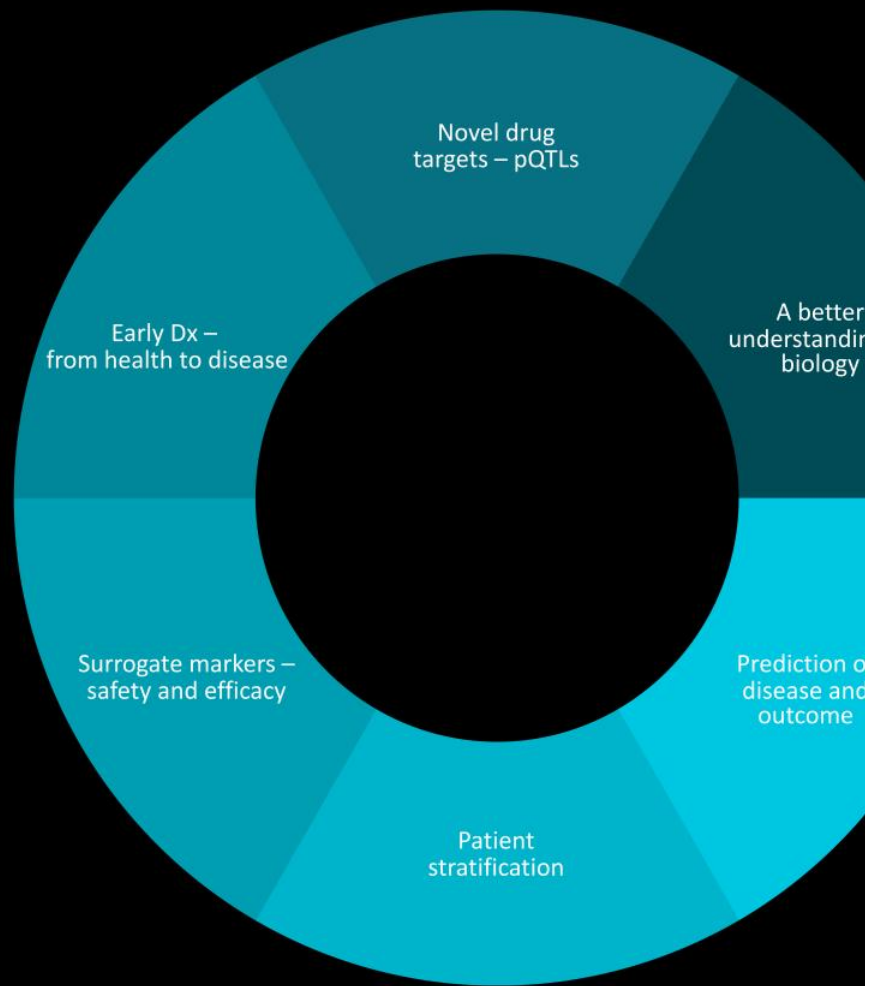 Novel drug
targets – pQTLs
A better
understandin
biology
Prediction o
disease and
outcome
Patient
stratification
Surrogate markers –
safety and efficacy
Early Dx –
from health to disease